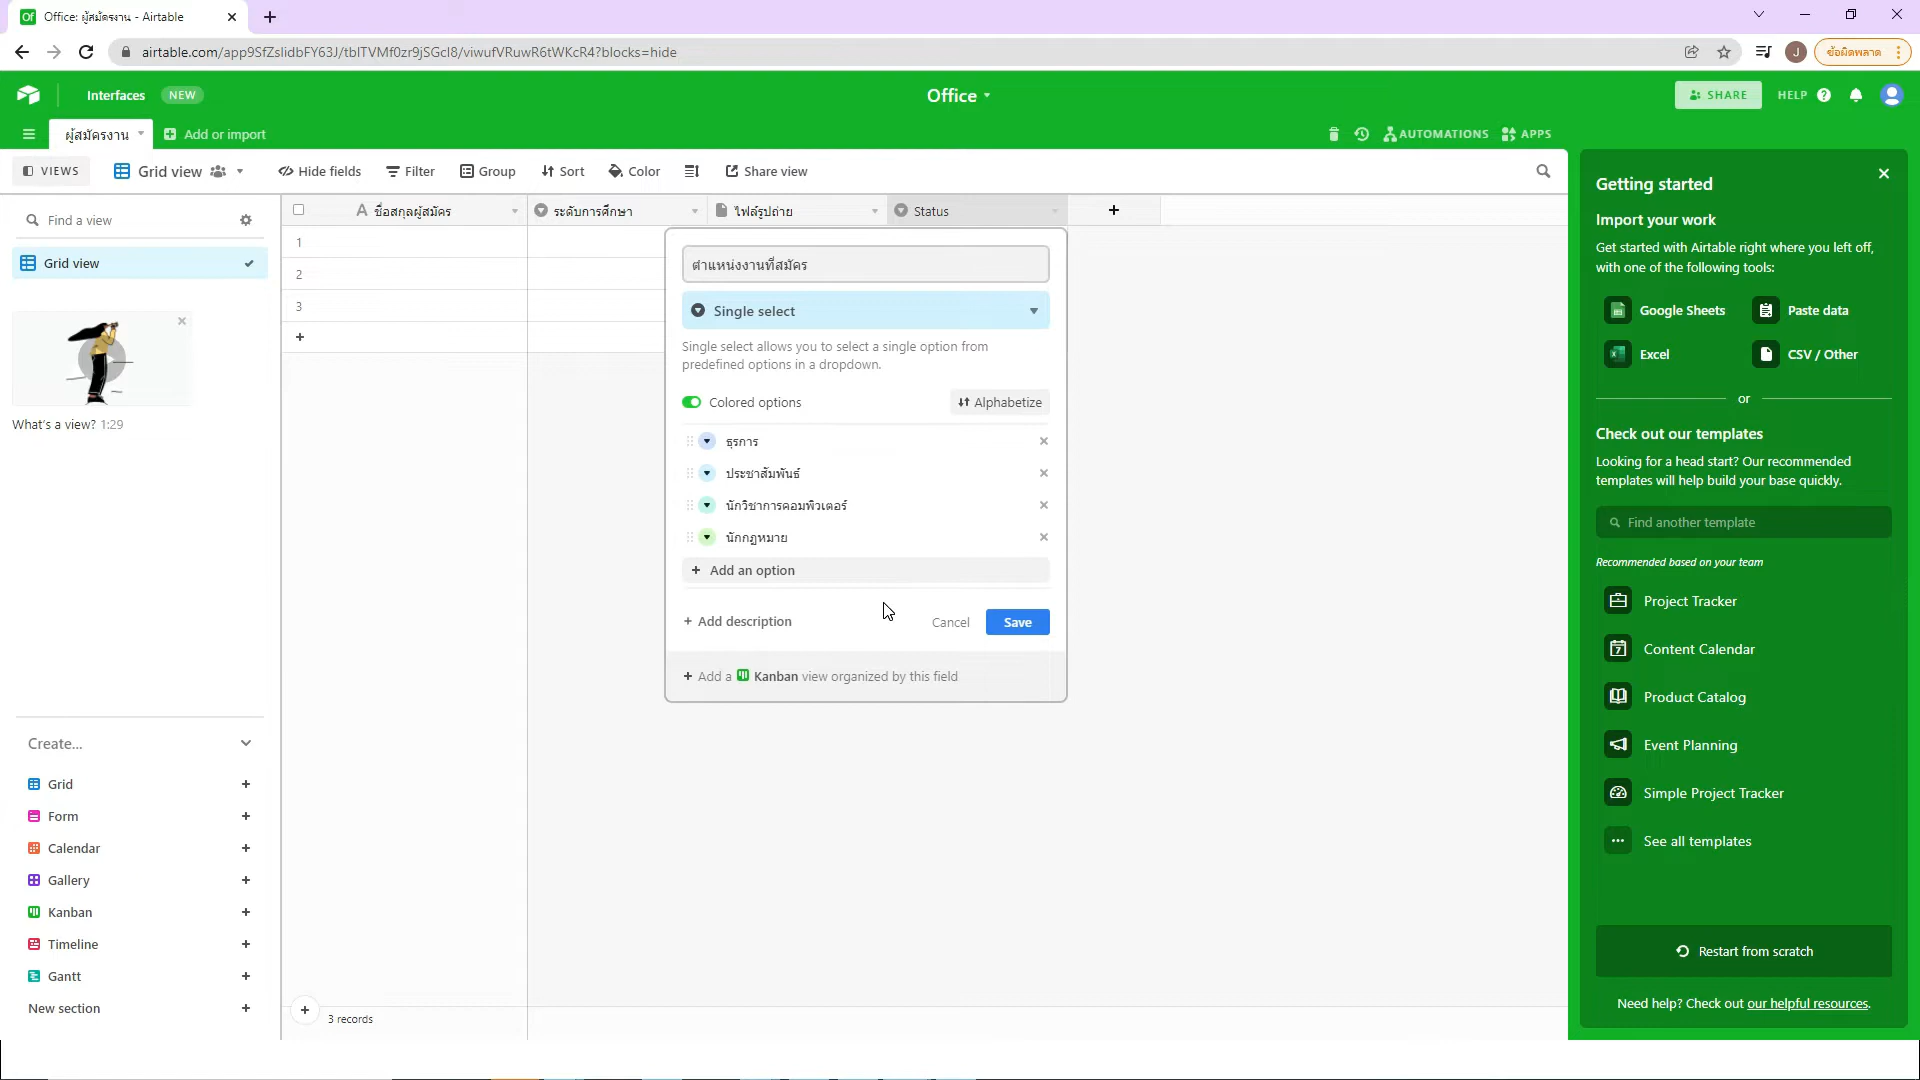 Office: ผู้สมัครงาน - Airtable
airtable.com/app9SfZslidbFY63J/tblTVMf0zr9jSGcI8/viwufVRuwR6tWKcR4?blocks=hide
J
ข้อผิดพลาด
Interfaces NEW
Office
SHARE
HELP
ผู้สมัครงาน
Add or import
AUTOMATIONS
APPS
VIEWS
Grid view
Hide fields
Filter
Group
Sort
Color
Share view
Find a view
Grid view
What's a view? 1:29
ชื่อสกุลผู้สมัคร
ระดับการศึกษา
ไฟล์รูปถ่าย
Status
1
2
3
ตำแหน่งงานที่สมัคร
Single select
Single select allows you to select a single option from
predefined options in a dropdown.
Colored options
Alphabetize
ธุรการ
ประชาสัมพันธ์
นักวิชาการคอมพิวเตอร์
นักกฎหมาย
+ Add an option
+ Add description
Cancel
Save
+ Add a Kanban view organized by this field
Create...
Grid
Form
Calendar
Gallery
Kanban
Timeline
Gantt
New section
3 records
Getting started
Import your work
Get started with Airtable right where you left off,
with one of the following tools:
Google Sheets
Paste data
Excel
CSV / Other
or
Check out our templates
Looking for a head start? Our recommended
templates will help build your base quickly.
Find another template
Recommended based on your team
Project Tracker
Content Calendar
Product Catalog
Event Planning
Simple Project Tracker
See all templates
Restart from scratch
Need help? Check out our helpful resources.